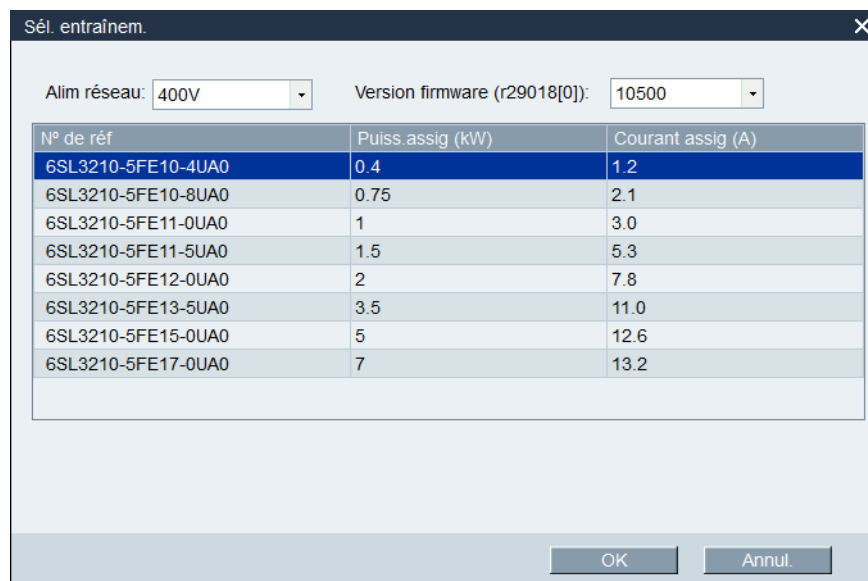 Sél. entraînem.
Alim réseau: 400V Version firmware (r29018[0]): 10500
Nº de réf Puiss.assig (kW) Courant assig (A)
6SL3210-5FE10-4UA0 0.4 1.2
6SL3210-5FE10-8UA0 0.75 2.1
6SL3210-5FE11-0UA0 1 3.0
6SL3210-5FE11-5UA0 1.5 5.3
6SL3210-5FE12-0UA0 2 7.8
6SL3210-5FE13-5UA0 3.5 11.0
6SL3210-5FE15-0UA0 5 12.6
6SL3210-5FE17-0UA0 7 13.2
OK Annul.